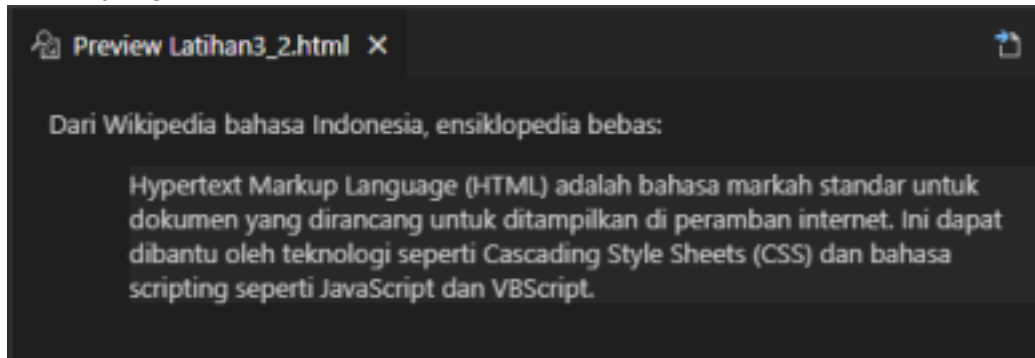 Preview Latihan3_2.html ×
Dari Wikipedia bahasa Indonesia, ensiklopedia bebas:
Hypertext Markup Language (HTML) adalah bahasa markah standar untuk
dokumen yang dirancang untuk ditampilkan di peramban internet. Ini dapat
dibantu oleh teknologi seperti Cascading Style Sheets (CSS) dan bahasa
scripting seperti JavaScript dan VBScript.